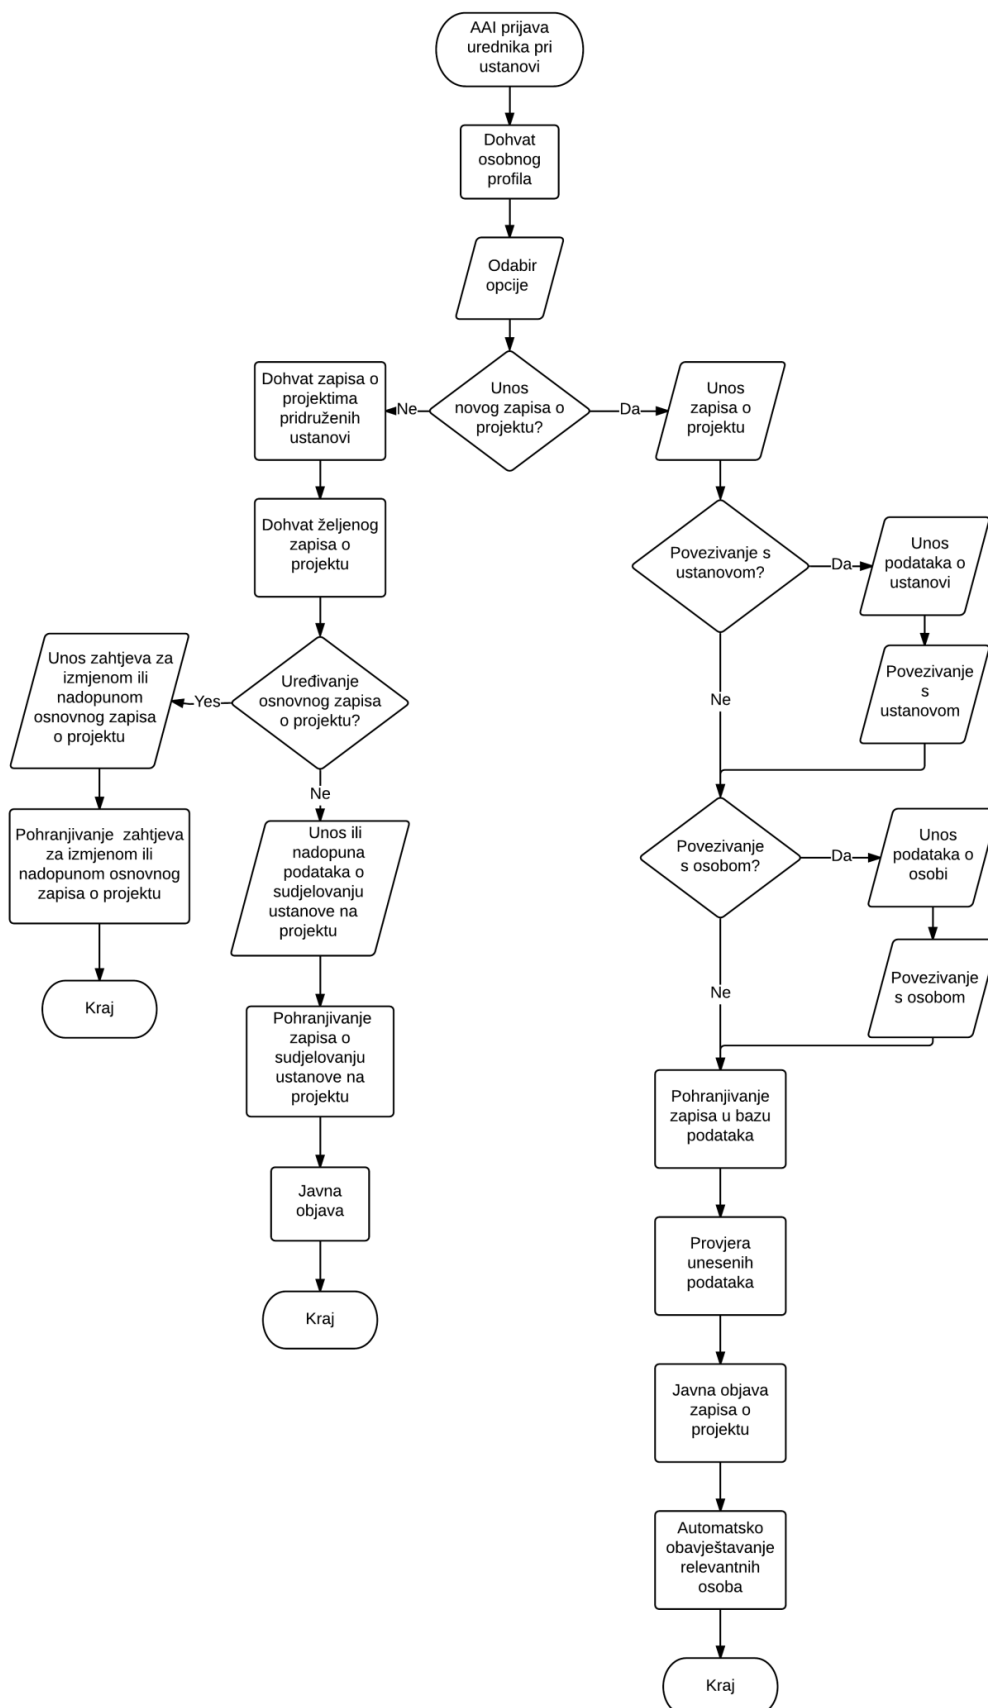 AAI prijava
urednika pri
ustanovi
Dohvat
osobnog
profila
Odabir
opcije
Unos
novog zapisa o
projektu?
Ne
Da
Dohvat zapisa o
projektima
pridruženih
ustanovi
Dohvat željenog
zapisa o
projektu
Uređivanje
osnovnog zapisa
o projektu?
Yes
Unos zahtjeva za
izmjenom ili
nadopunom
osnovnog zapisa
o projektu
Pohranjivanje zahtjeva
za izmjenom ili
nadopunom osnovnog
zapisa o projektu
Kraj
Ne
Unos ili
nadopuna
podataka o
sudjelovanju
ustanove na
projektu
Pohranjivanje
zapisa o
sudjelovanju
ustanove na
projektu
Javna
objava
Kraj
Unos
zapisa o
projektu
Povezivanje s
ustanovom?
Da
Unos
podataka o
ustanovi
Povezivanje
s
ustanovom
Ne
Povezivanje
s osobom?
Da
Unos
podataka o
osobi
Povezivanje
s osobom
Ne
Pohranjivanje
zapisa u bazu
podataka
Provjera
unesenih
podataka
Javna objava
zapisa o
projektu
Automatsko
obavještavanje
relevantnih
osoba
Kraj